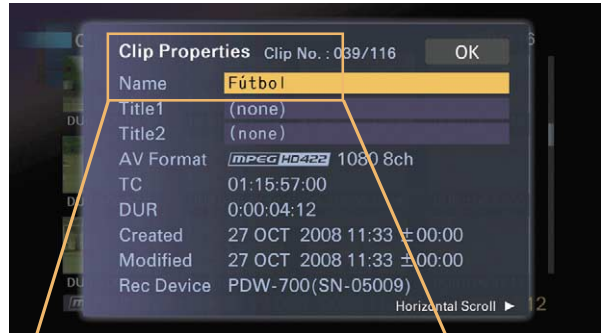 Clip Properties Clip No. : 039/116 OK
Name Fútbol
Title1 (none)
Title2 (none)
AV Format MPEG HD422 1080 8ch
TC 01:15:57:00
DUR 0:00:04:12
Created 27 OCT 2008 11:33 ±00:00
Modified 27 OCT 2008 11:33 ±00:00
Rec Device PDW-700(SN-05009)
Horizontal Scroll ▶